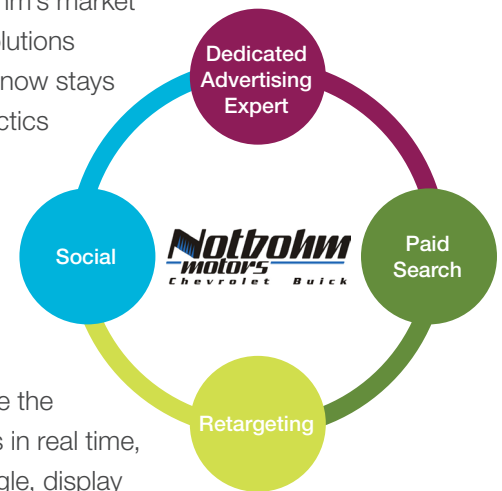 m's market
olutions
now stays
ctics
Dedicated
Advertising
Expert
Social
Notbohm
motors
Chevrolet Buick
Paid
Search
Retargeting
e the
s in real time,
gle, display